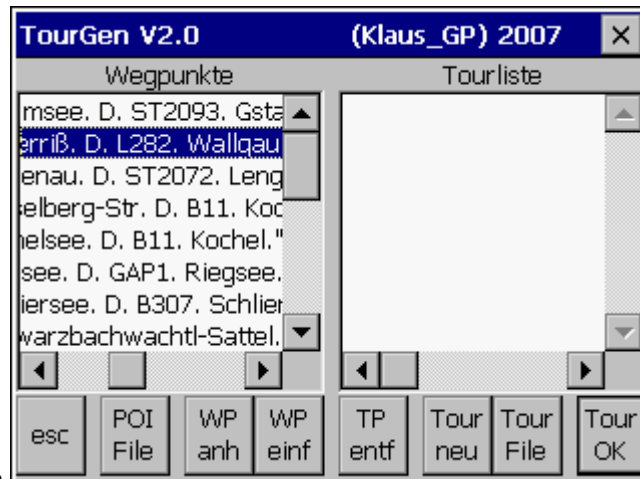 TourGen V2.0 (Klaus_GP) 2007
Wegpunkte Tourliste
msee. D. ST2093. Gsta
erriß. D. L282. Wallgau
enau. D. ST2072. Leng
selberg-Str. D. B11. Koc
helsee. D. B11. Kochel."
see. D. GAP1. Riegsee.
iersee. D. B307. Schlier
warzbachwachtl-Sattel.
esc
POI File
WP anh
WP einf
TP entf
Tour neu
Tour File
Tour OK